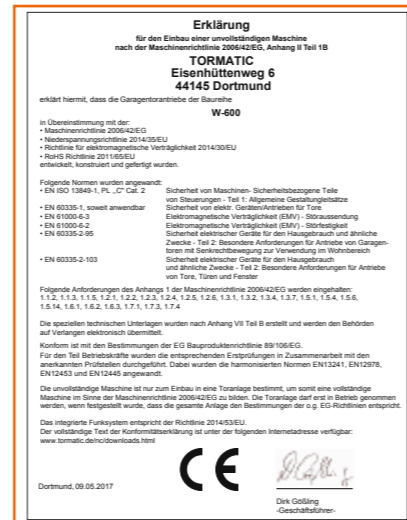 Erklärung
für den Einbau einer unvollständigen Maschine
nach der Maschinenrichtlinie 2006/42/EG, Anhang II Teil 1B
TORMATIC
Eisenhüttenweg 6
44145 Dortmund
erklärt hiermit, dass die Garagentorantriebe der Baureihe
W-600
in Übereinstimmung mit der:
• Maschinenrichtlinie 2006/42/EG
• Niederspannungsrichtlinie 2014/35/EU
• Richtlinie für elektromagnetische Verträglichkeit 2014/30/EU
• RoHS Richtlinie 2011/65/EU
entwickelt, konstruiert und gefertigt wurden.
Folgende Normen wurden angewandt:
• EN ISO 13849-1, PL „C" Cat. 2 Sicherheit von Maschinen- Sicherheitsbezogene Teile
von Steuerungen - Teil 1: Allgemeine Gestaltungleitsätze
• EN 60335-1, soweit anwendbar Sicherheit von elektr. Geräten/Antrieben für Tore
• EN 61000-6-3 Elektromagnetische Verträglichkeit (EMV) - Störaussendung
• EN 61000-6-2 Elektromagnetische Verträglichkeit (EMV) - Störfestigkeit
• EN 60335-2-95 Sicherheit elektrischer Geräte für den Hausgebrauch und ähnliche
Zwecke - Teil 2: Besondere Anforderungen für Antriebe von Garagen-
toren mit Senkrechtbewegung zur Verwendung im Wohnbereich
• EN 60335-2-103 Sicherheit elektrischer Geräte für den Hausgebrauch
und ähnliche Zwecke - Teil 2: Besondere Anforderungen für Antriebe
von Tore, Türen und Fenster
Folgende Anforderungen des Anhangs 1 der Maschinenrichtlinie 2006/42/EG werden eingehalten:
1.1.2, 1.1.3, 1.1.5, 1.2.1, 1.2.2, 1.2.3, 1.2.4, 1.2.5, 1.2.6, 1.3.1, 1.3.2, 1.3.4, 1.3.7, 1.5.1, 1.5.4, 1.5.6,
1.5.14, 1.6.1, 1.6.2, 1.6.3, 1.7.1, 1.7.3, 1.7.4
Die speziellen technischen Unterlagen wurden nach Anhang VII Teil B erstellt und werden den Behörden
auf Verlangen elektronisch übermittelt.
Konform ist mit den Bestimmungen der EG Bauproduktenrichtlinie 89/106/EG.
Für den Teil Betriebskräfte wurden die entsprechenden Erstprüfungen in Zusammenarbeit mit den
anerkannten Prüfstellen durchgeführt. Dabei wurden die harmonisierten Normen EN13241, EN12978,
EN12453 und EN12445 angewandt.
Die unvollständige Maschine ist nur zum Einbau in eine Toranlage bestimmt, um somit eine vollständige
Maschine im Sinne der Maschinenrichtlinie 2006/42/EG zu bilden. Die Toranlage darf erst in Betrieb genommen
werden, wenn festgestellt wurde, dass die gesamte Anlage den Bestimmungen der o.g. EG-Richtlinien entspricht.
Das integrierte Funksystem entspricht der Richtlinie 2014/53/EU.
Der vollständige Text der Konformitätserklärung ist unter der folgenden Internetadresse verfügbar:
www.tormatic.de/nc/downloads.html
CE
Dortmund, 09.05.2017
Dirk Gößling
-Geschäftsführer-